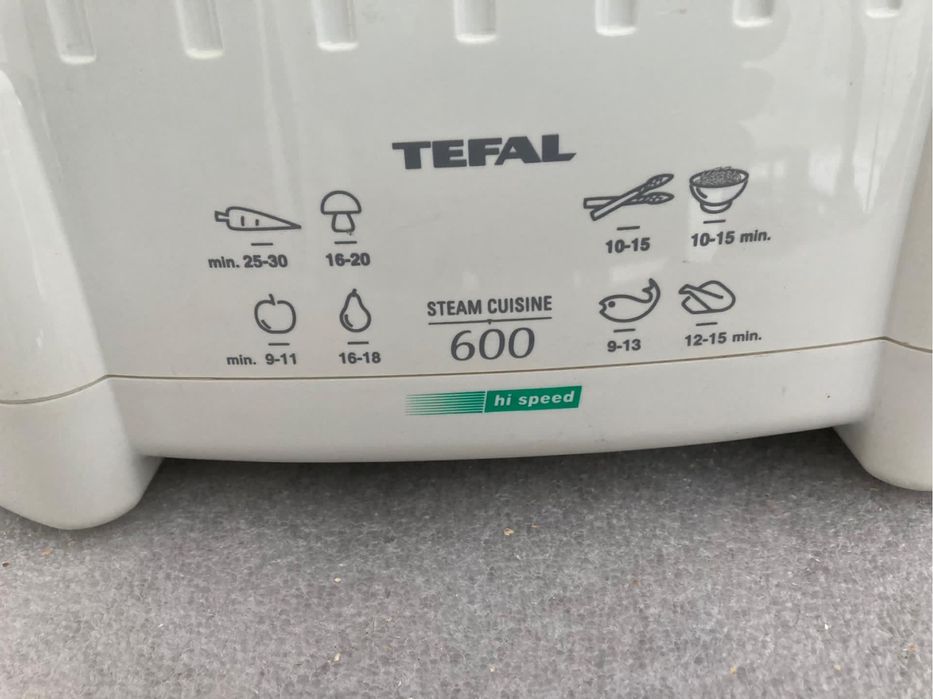 TEFAL
min. 25-30 16-20
10-15 10-15 min.
min. 9-11 16-18
STEAM CUISINE
600
9-13 12-15 min.
hi speed